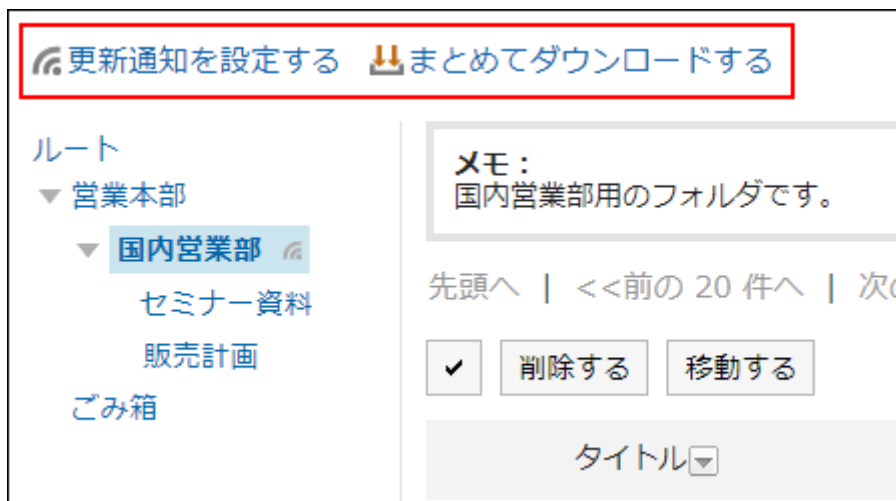 更新通知を設定する まとめてダウンロードする
ルート
営業本部
国内営業部
セミナー資料
販売計画
ごみ箱
メモ：
国内営業部用のフォルダです。
先頭へ | <<前の 20 件へ | 次の
削除する 移動する
タイトル